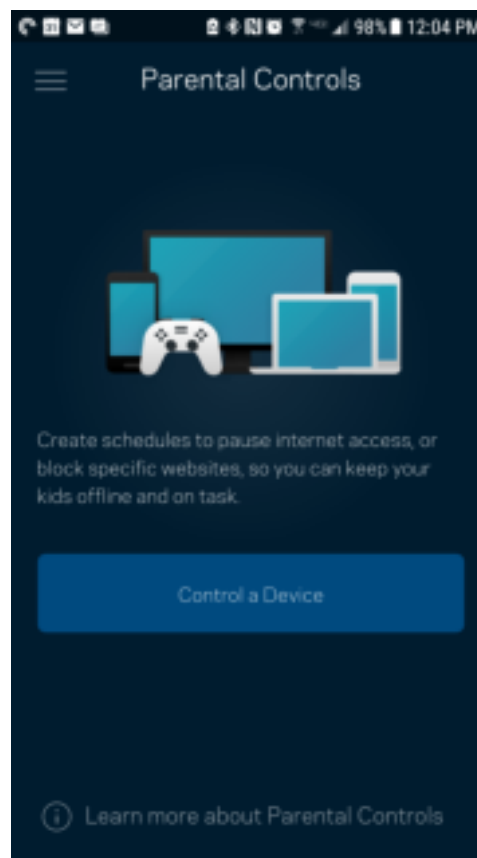 98% 12:04 PM
Parental Controls
Create schedules to pause internet access, or
block specific websites, so you can keep your
kids offline and on task.
Control a Device
Learn more about Parental Controls